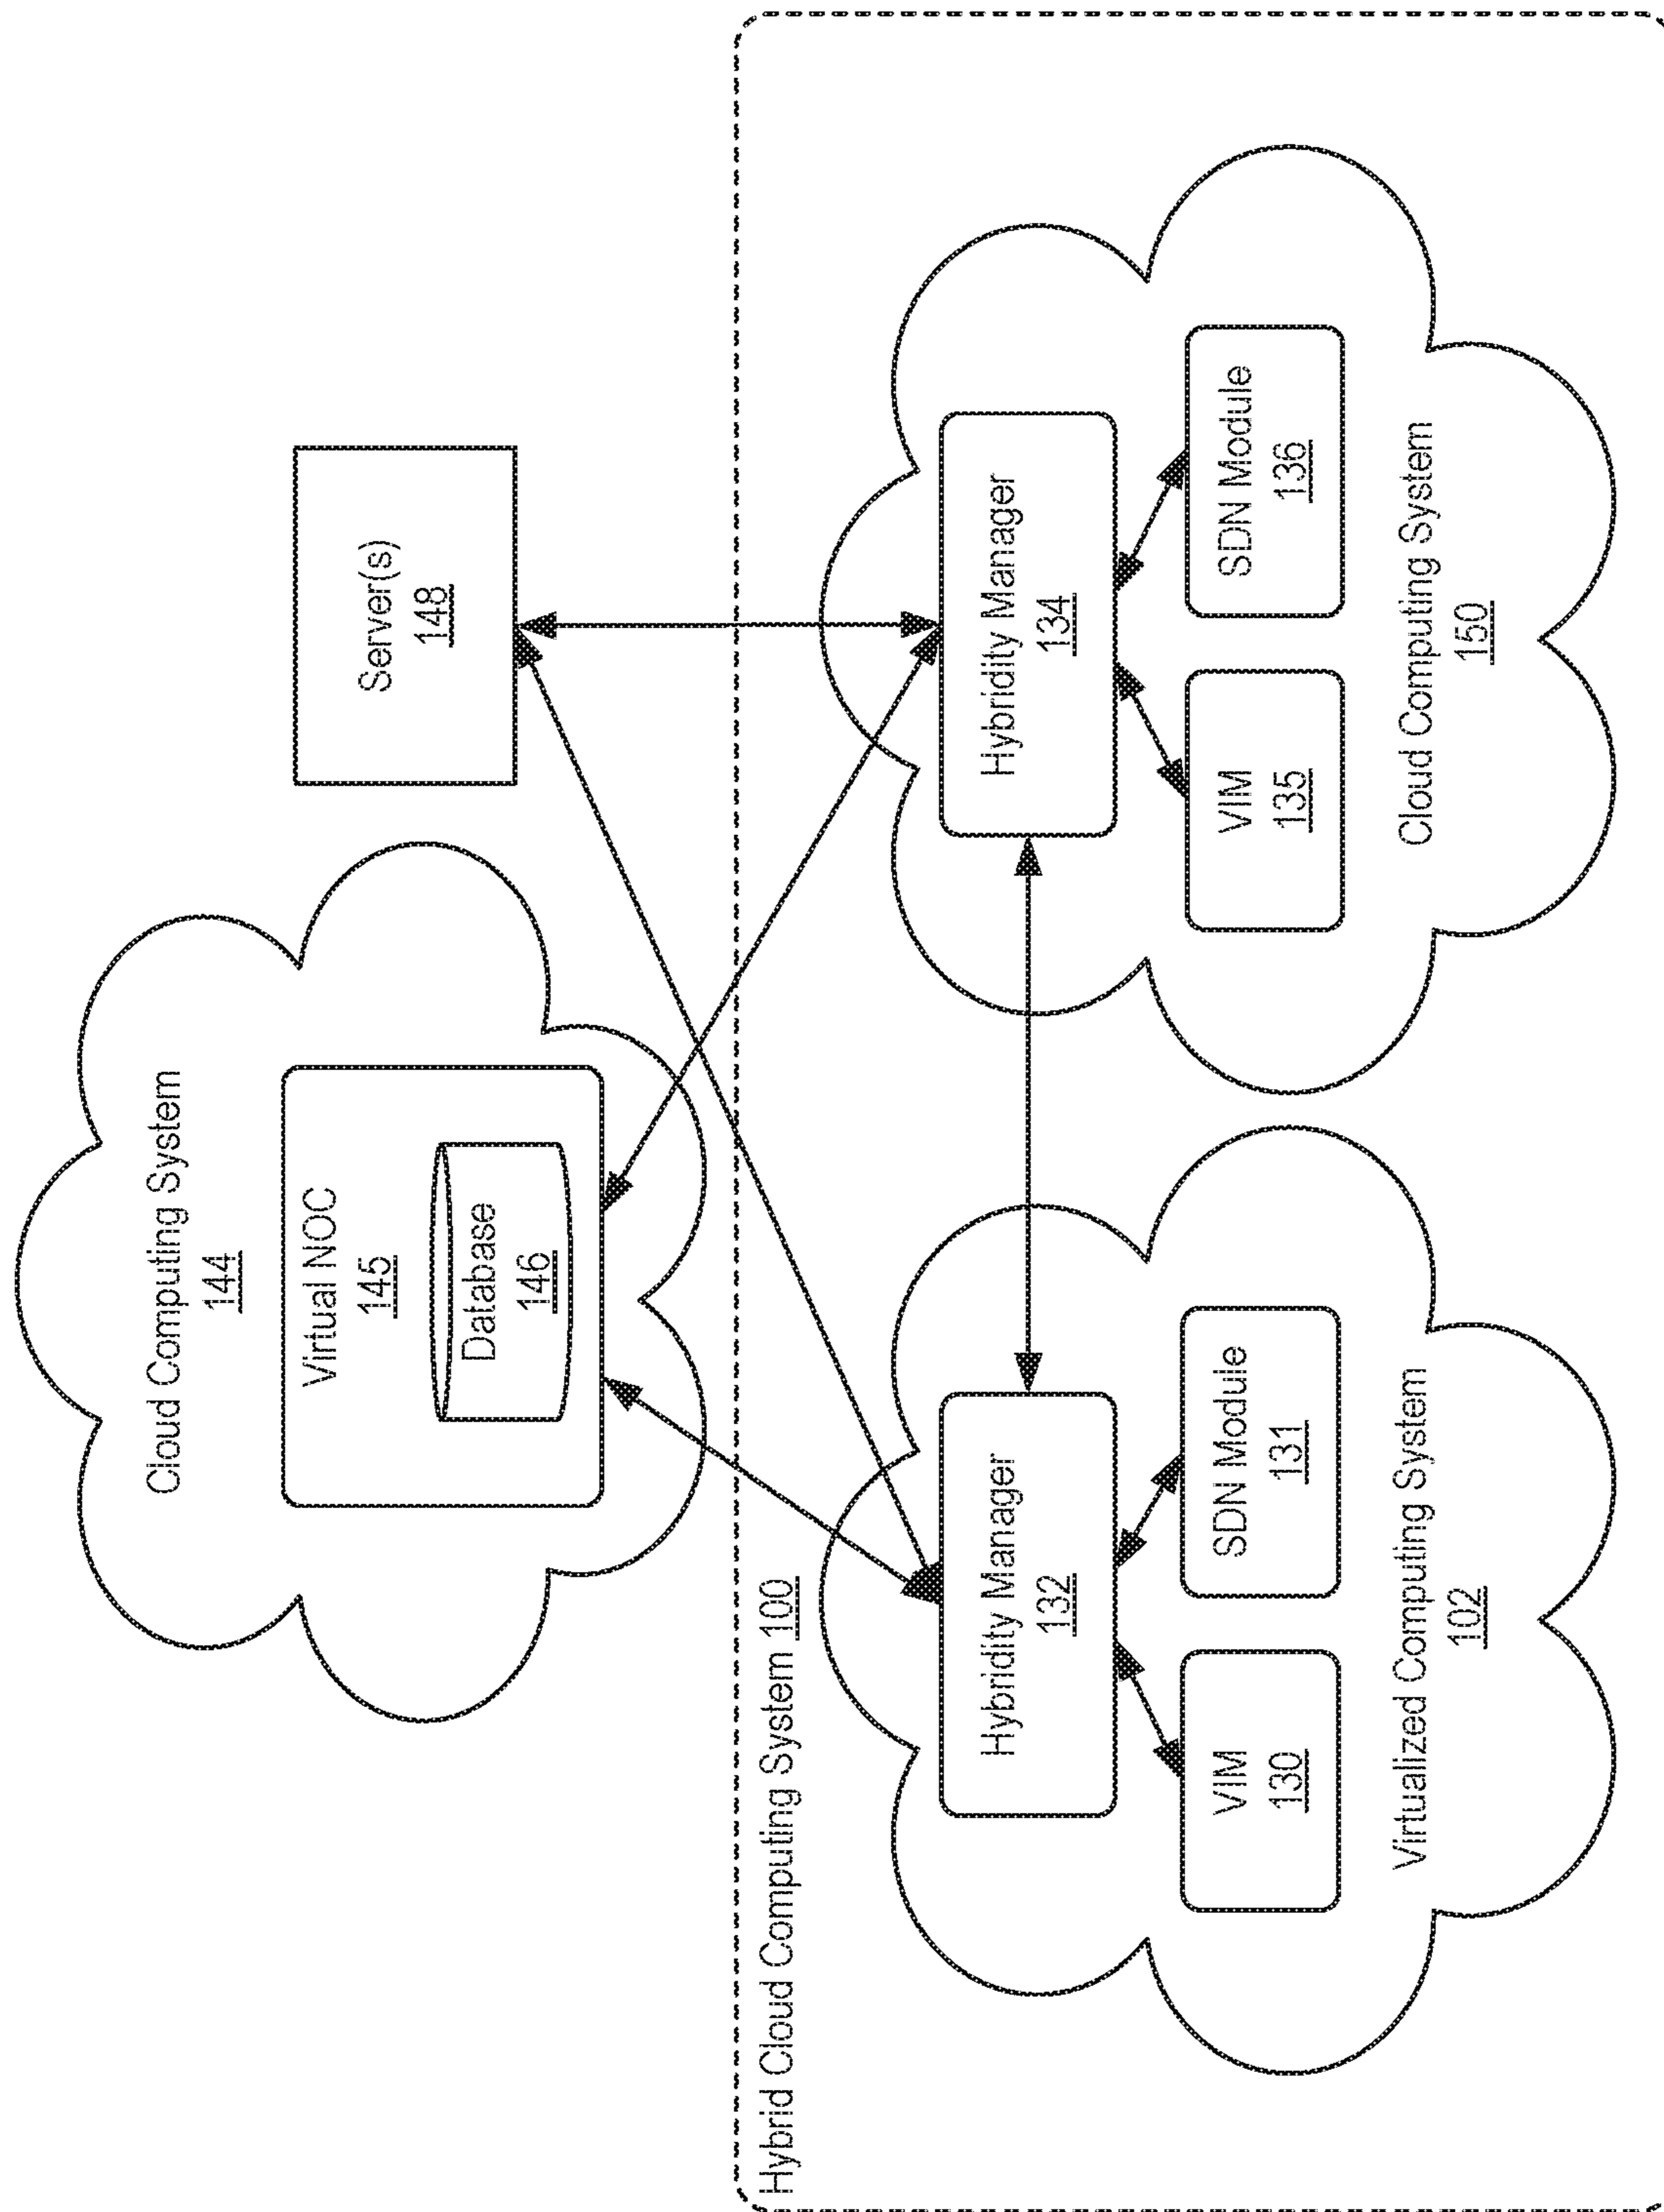 Cloud Computing System
144
Virtual NOC
145
Database
146
Server(s)
148
Hybrid Cloud Computing System 100
Hybridity Manager
132
VIM
130
SDN Module
131
Virtualized Computing System
102
Hybridity Manager
134
VIM
135
SDN Module
136
Cloud Computing System
150